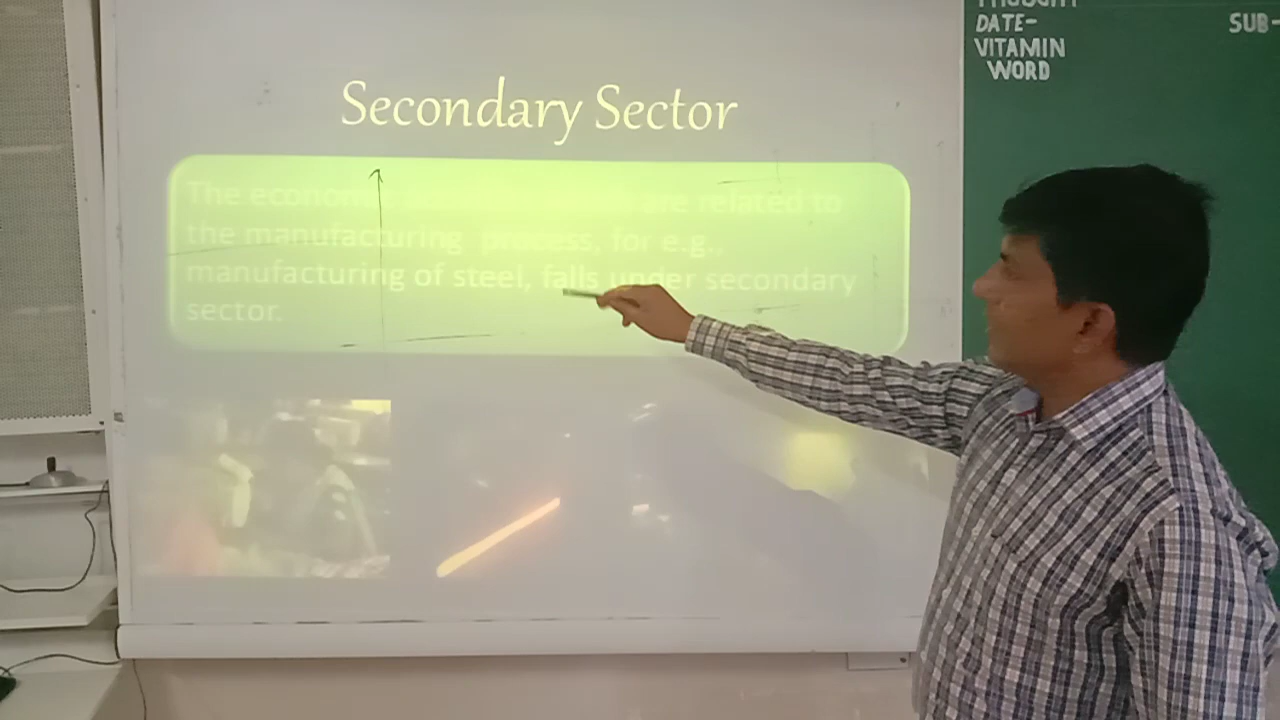 THOUGHT
DATE-
SUB-
VITAMIN
WORD
Secondary Sector
The economic are related to
the manufacturing process, for e.g.,
manufacturing of steel, falls under secondary
sector.